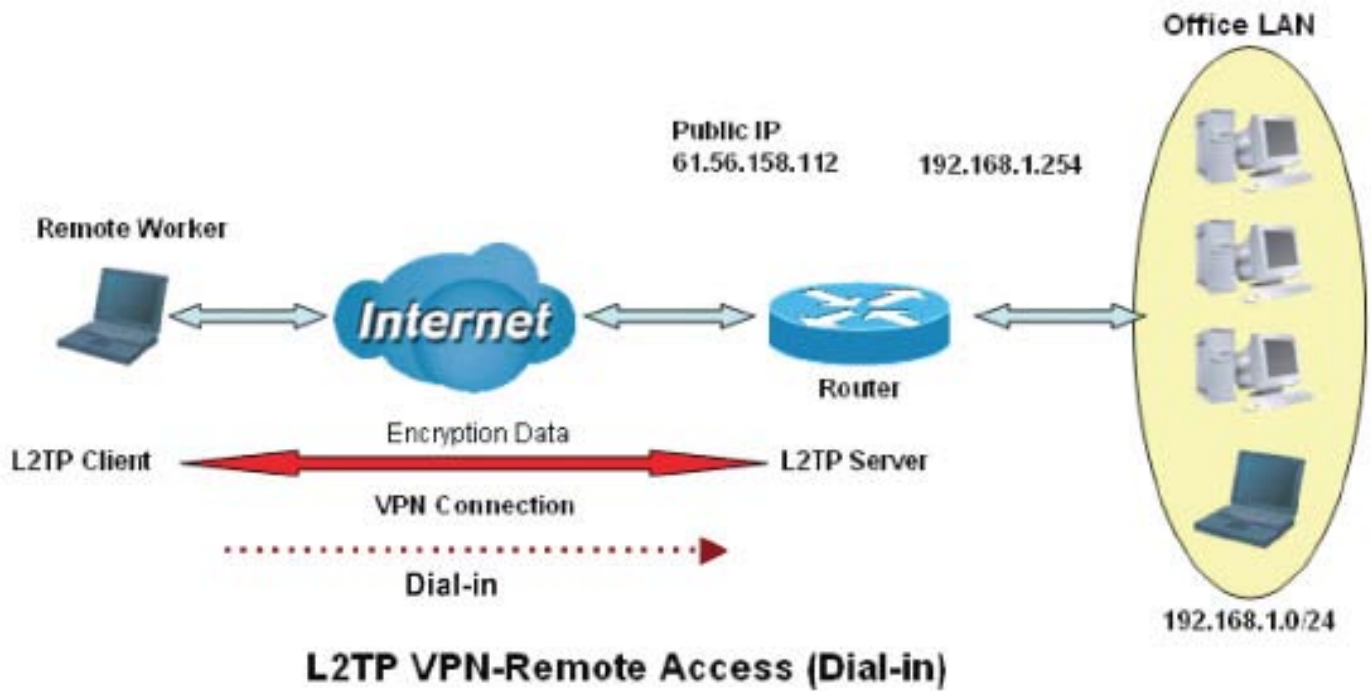 Office LAN
Public IP
61.56.158.112
192.168.1.254
Remote Worker
Internet
Router
Encryption Data
L2TP Client
L2TP Server
VPN Connection
Dial-in
192.168.1.0/24
L2TP VPN-Remote Access (Dial-in)